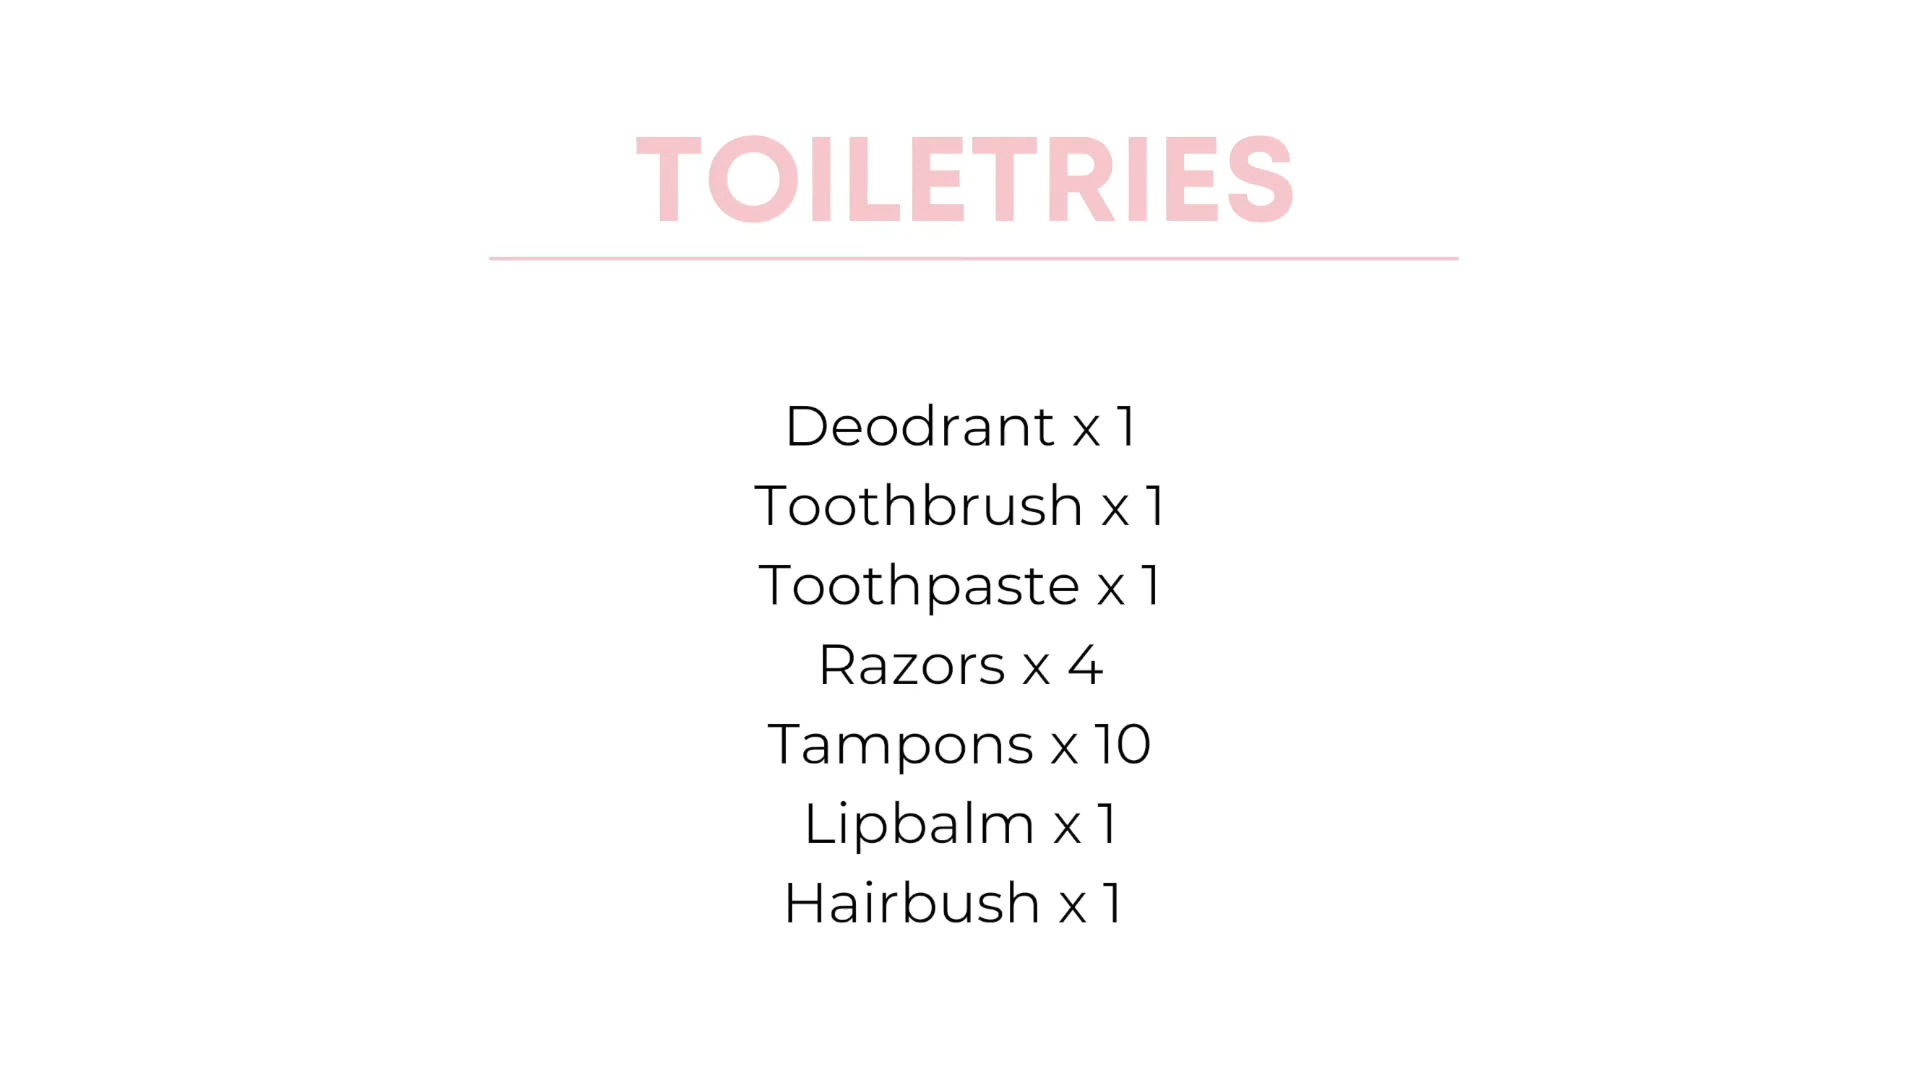 TOILETRIES
Deodrant x 1
Toothbrush x 1
Toothpaste x 1
Razors x 4
Tampons x 10
Lipbalm x 1
Hairbush x 1